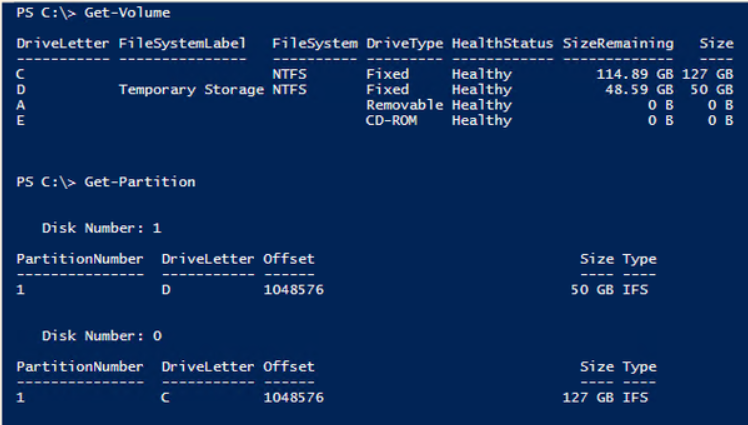 PS C:\> Get-Volume
DriveLetter FileSystemLabel FileSystem DriveType HealthStatus SizeRemaining Size
----------- --------------- ---------- --------- ------------ ------------- ----
C NTFS Fixed Healthy 114.89 GB 127 GB
D Temporary Storage NTFS Fixed Healthy 48.59 GB 50 GB
A Removable Healthy 0 B 0 B
E CD-ROM Healthy 0 B 0 B
PS C:\> Get-Partition
Disk Number: 1
PartitionNumber DriveLetter Offset Size Type
--------------- ----------- ------ ---- ----
1 D 1048576 50 GB IFS
Disk Number: 0
PartitionNumber DriveLetter Offset Size Type
--------------- ----------- ------ ---- ----
1 C 1048576 127 GB IFS